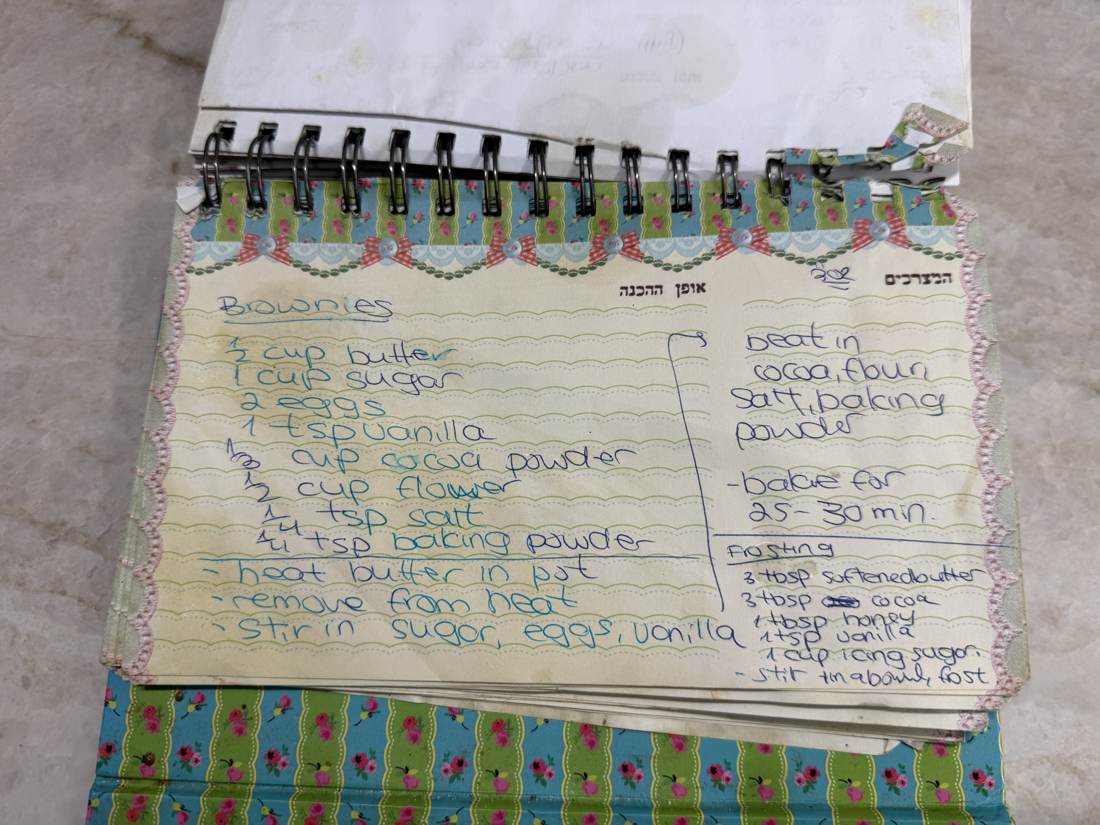 המצרכים
אופן ההכנה
Brownies
1/2 cup butter
1 cup sugar
2 eggs
1 tsp vanilla
1/3 cup cocoa powder
1/2 cup flower
1/4 tsp salt
1/4 tsp baking powder
- heat butter in pot
- remove from heat
- stir in sugar, eggs, vanilla
beat in
cocoa, flour,
salt, baking
powder
- bake for
25-30 min.
Frosting
3 tbsp softened butter
3 tbsp cocoa
1 tbsp honey
1 tsp vanila
1 cup icing sugar.
- stir in a bowl, frost